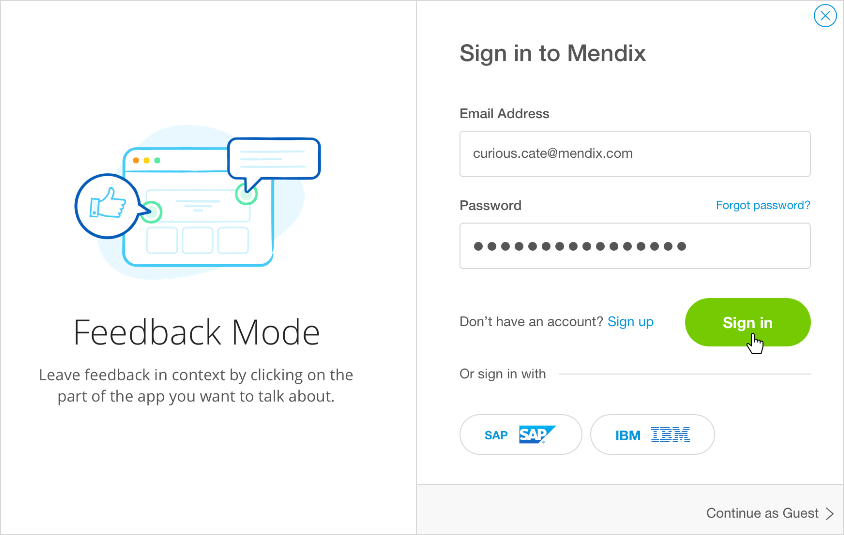 Feedback Mode
Leave feedback in context by clicking on the
part of the app you want to talk about.
Sign in to Mendix
Email Address
curious.cate@mendix.com
Password Forgot password?
Don't have an account? Sign up
Sign in
Or sign in with
SAP SAP
IBM IBM
Continue as Guest